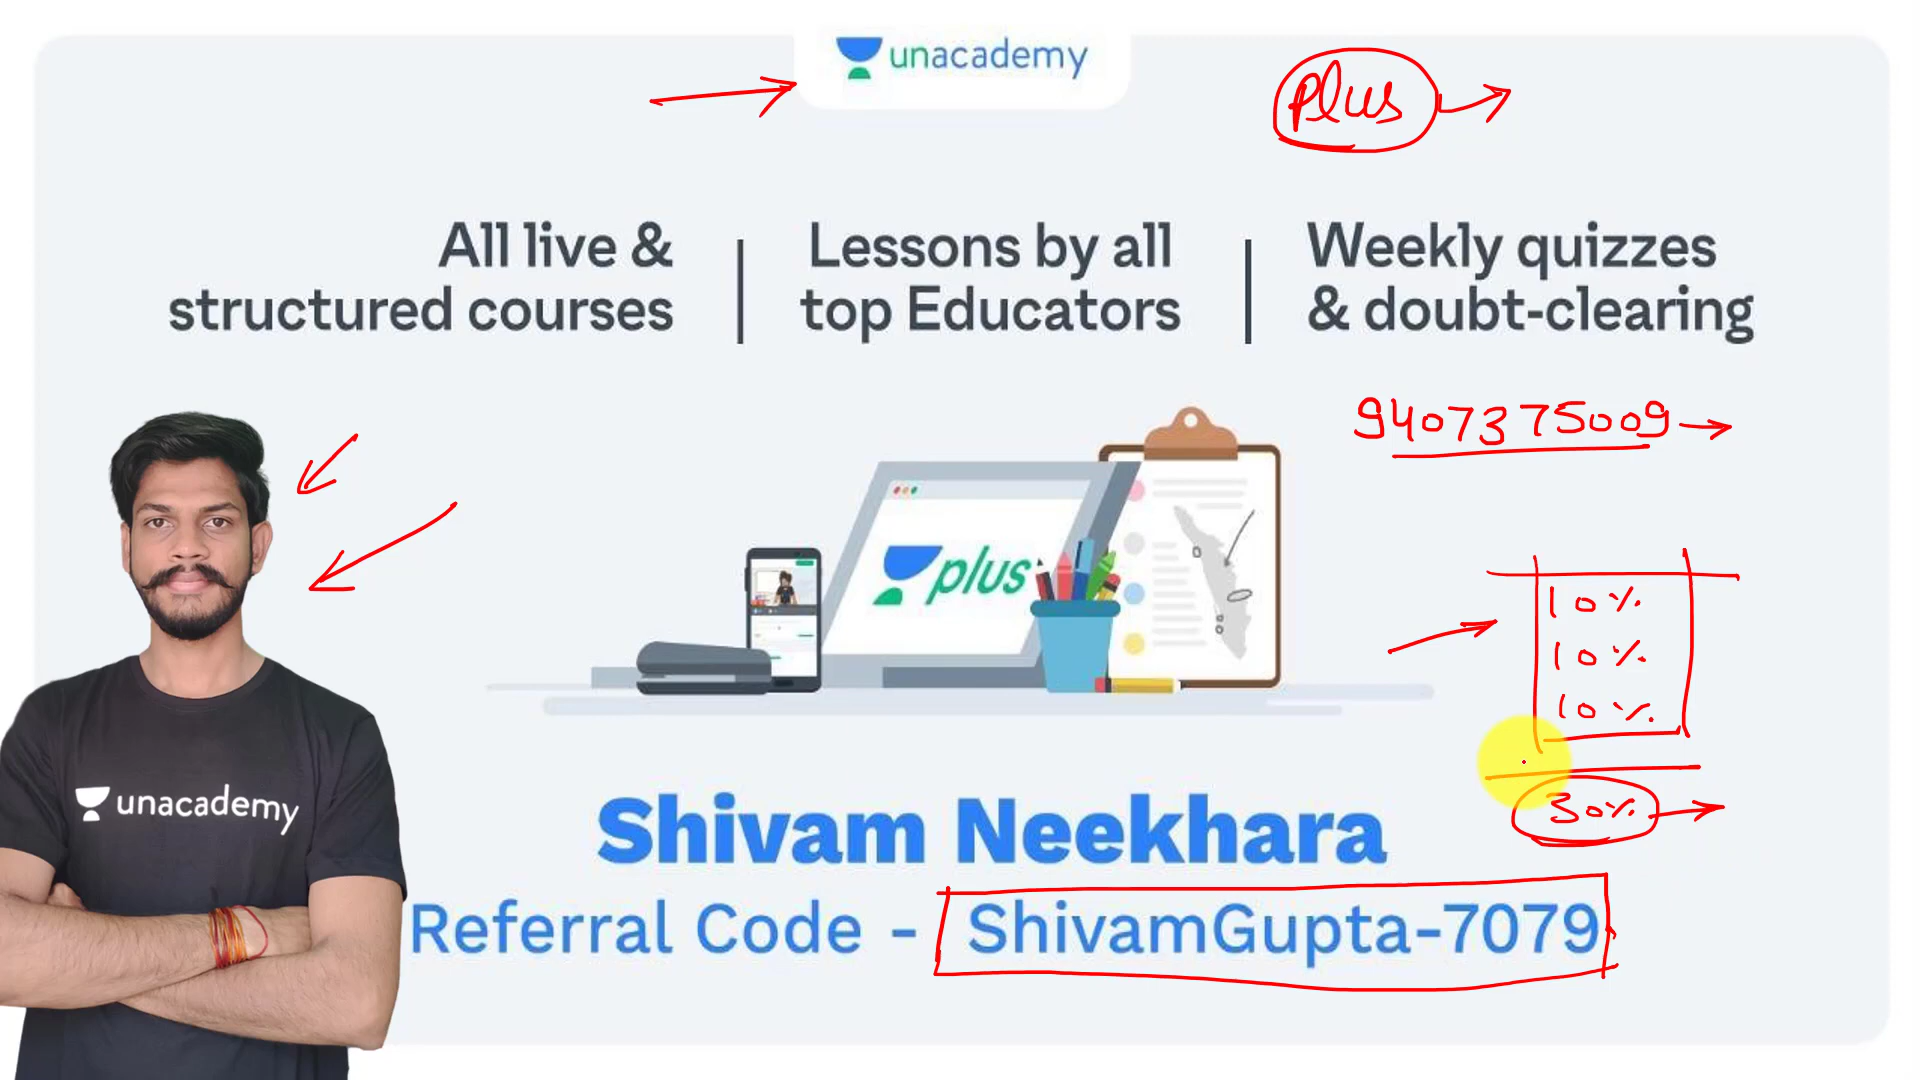 unacademy
plus
All live &
structured courses
Lessons by all
top Educators
Weekly quizzes
& doubt-clearing
9407375009
plus
10%
10%
10%
30%
unacademy
Shivam Neekhara
Referral Code - ShivamGupta-7079